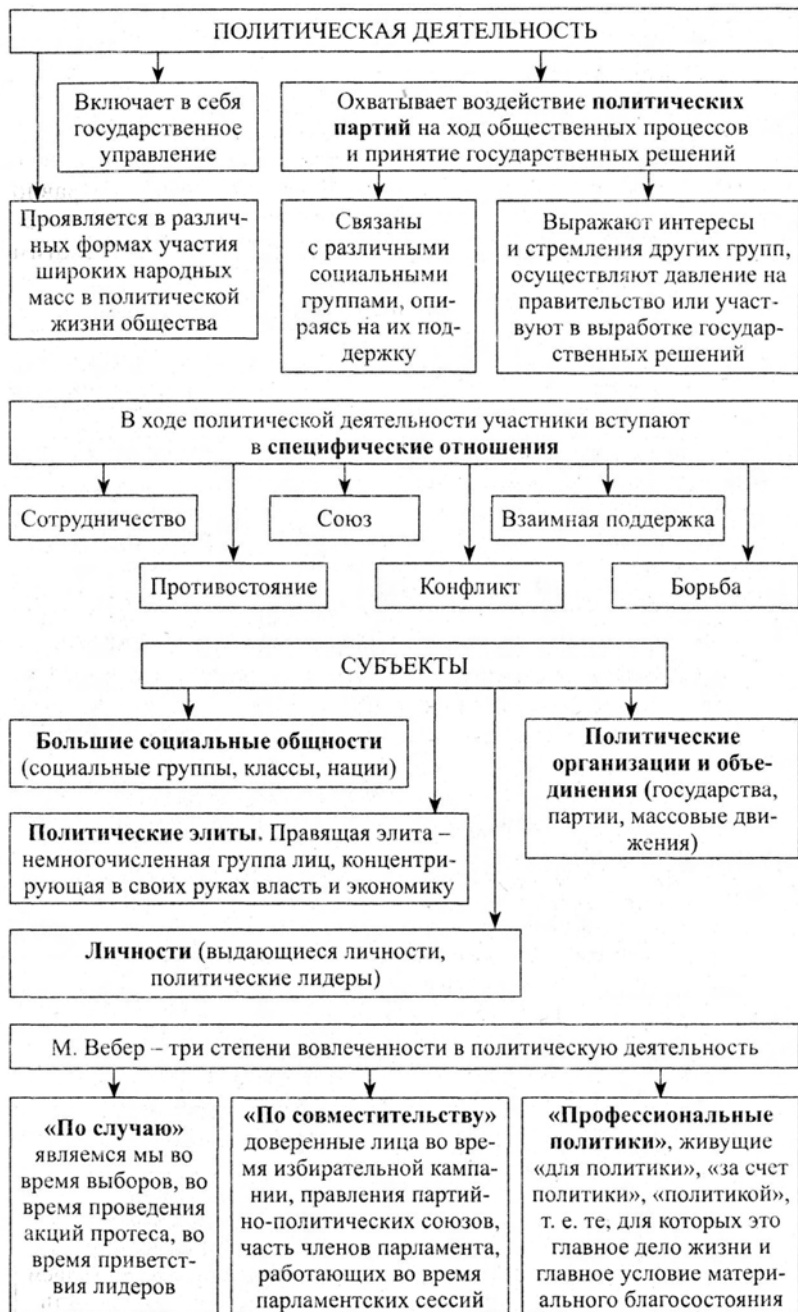 ПОЛИТИЧЕСКАЯ ДЕЯТЕЛЬНОСТЬ
Включает в себя
государственное
управление
Охватывает воздействие политических
партий на ход общественных процессов
и принятие государственных решений
Проявляется в различ-
ных формах участия
широких народных
масс в политической
жизни общества
Связаны
с различными
социальными
группами, опи-
раясь на их под-
держку
Выражают интересы
и стремления других групп,
осуществляют давление на
правительство или участ-
вуют в выработке государ-
ственных решений
В ходе политической деятельности участники вступают
в специфические отношения
Сотрудничество
Союз
Взаимная поддержка
Противостояние
Конфликт
Борьба
СУБЪЕКТЫ
Большие социальные общности
(социальные группы, классы, нации)
Политические
организации и объе-
динения (государства,
партии, массовые дви-
жения)
Политические элиты. Правящая элита –
немногочисленная группа лиц, концентри-
рующая в своих руках власть и экономику
Личности (выдающиеся личности,
политические лидеры)
М. Вебер – три степени вовлеченности в политическую деятельность
«По случаю»
являемся мы во
время выборов, во
время проведения
акций протеса, во
время приветст-
вия лидеров
«По совместительству»
доверенные лица во вре-
мя избирательной кампа-
нии, правления партий-
но-политических союзов,
часть членов парламента,
работающих во время
парламентских сессий
«Профессиональные
политики», живущие
«для политики», «за счет
политики», «политикой»,
т. е. те, для которых это
главное дело жизни и
главное условие матери-
ального благосостояния